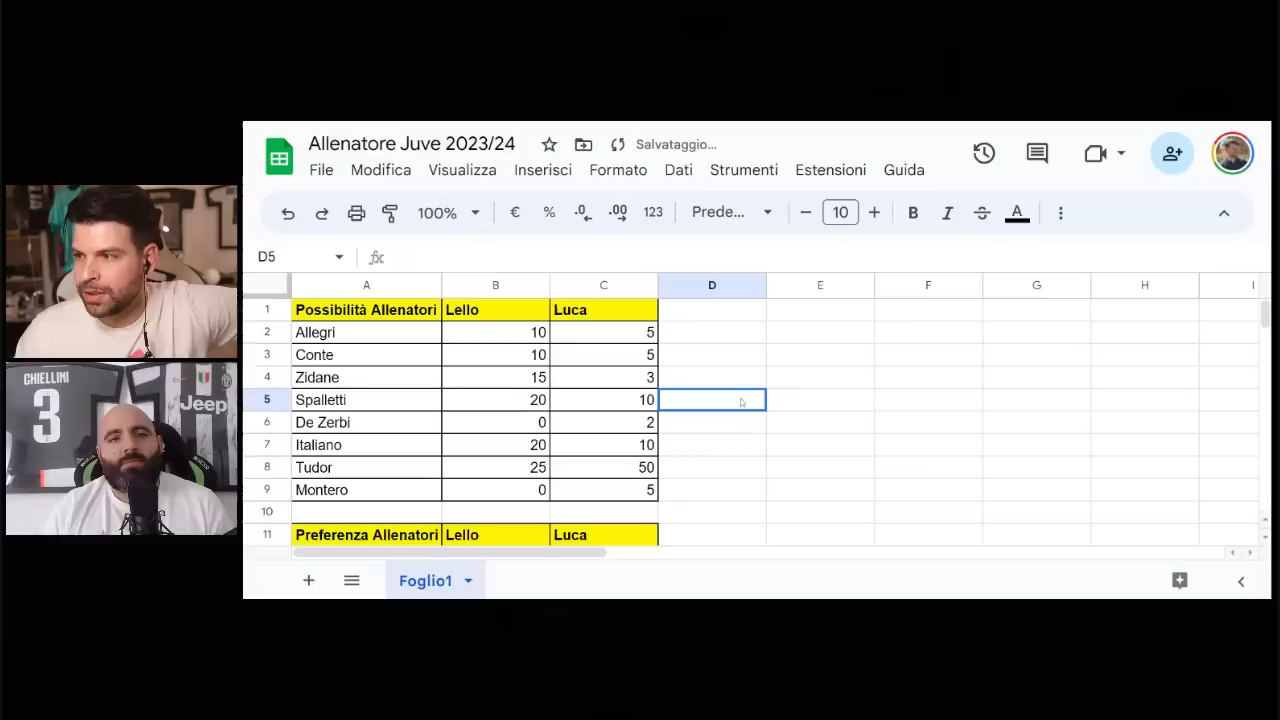 Allenatore Juve 2023/24 Salvataggio...
File Modifica Visualizza Inserisci Formato Dati Strumenti Estensioni Guida
100% € % .0 .00 123 Prede... 10 B I S A
D5 fx
A B C D E F G H I
1 Possibilità Allenatori Lello Luca
2 Allegri 10 5
3 Conte 10 5
4 Zidane 15 3
5 Spalletti 20 10
6 De Zerbi 0 2
7 Italiano 20 10
8 Tudor 25 50
9 Montero 0 5
10
11 Preferenza Allenatori Lello Luca
Foglio1
CHIELLINI
3
Jeep